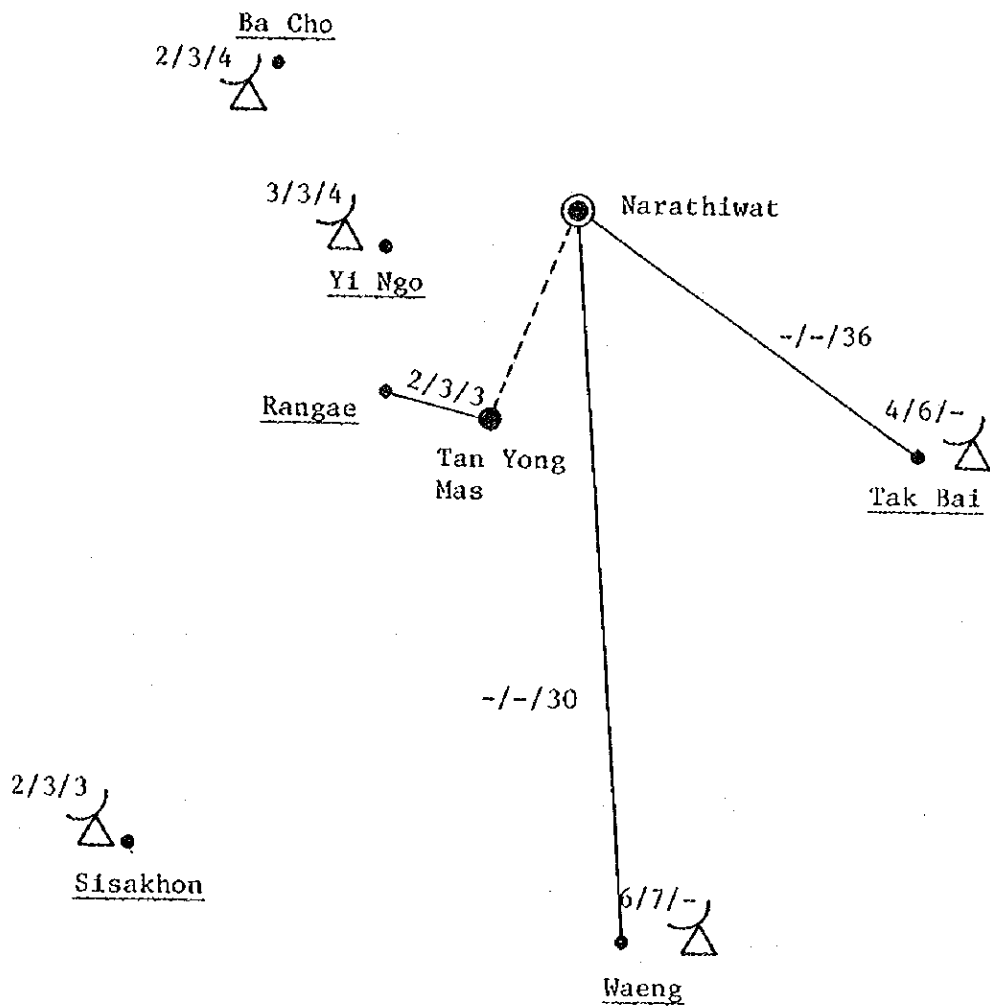 Ba Cho
2/3/4
3/3/4
Narathiwat
Yi Ngo
-/-/36
2/3/3
Rangae
4/6/-
Tan Yong
Mas
Tak Bai
-/-/30
2/3/3
Sisakhon
6/7/-
Waeng